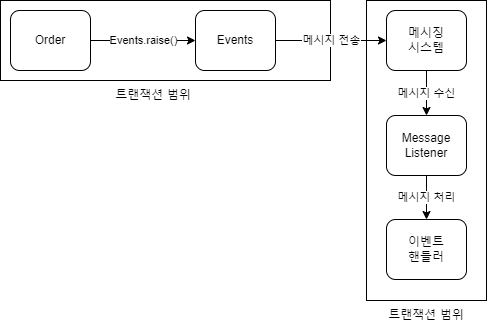 Order
Events.raise()
Events
메시지 전송
메시징
시스템
트랜잭션 범위
메시지 수신
Message
Listener
메시지 처리
이벤트
핸들러
트랜잭션 범위